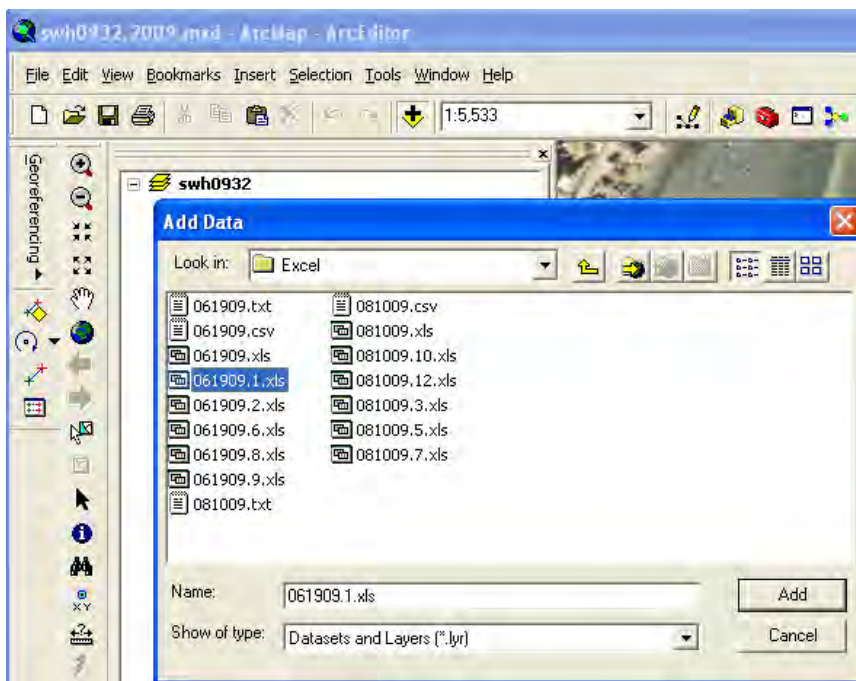 swh0932,2009.mxd - ArcMap - ArcEditor
File Edit View Bookmarks Insert Selection Tools Window Help
1:5,533
Georeferencing
swh0932
Add Data
Look in: Excel
061909.txt
061909.csv
061909.xls
061909.1.xls
061909.2.xls
061909.6.xls
061909.8.xls
061909.9.xls
081009.txt
081009.csv
081009.xls
081009.10.xls
081009.12.xls
081009.3.xls
081009.5.xls
081009.7.xls
Name: 061909.1.xls
Add
Show of type: Datasets and Layers (*.lyr)
Cancel
XY